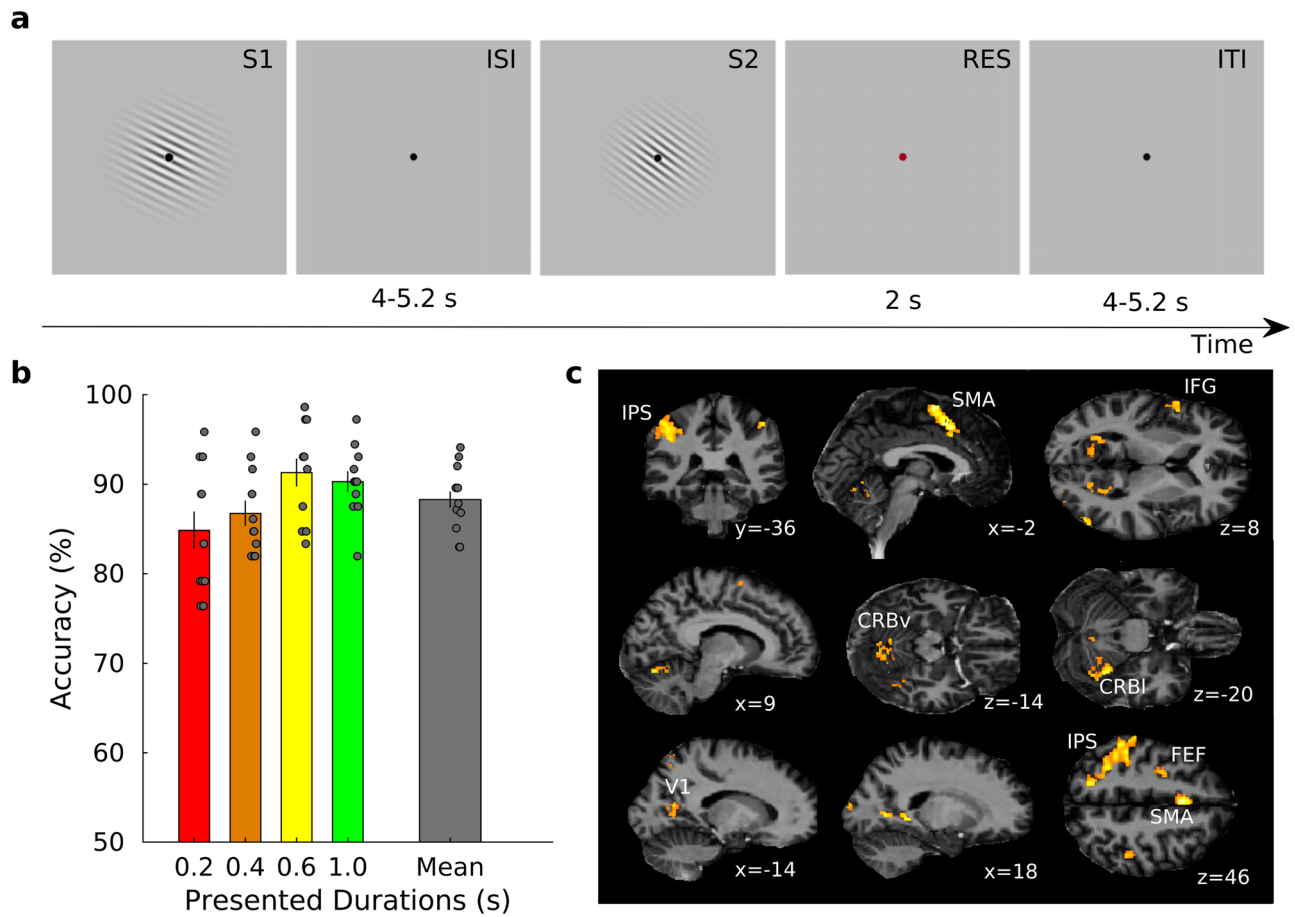 a
S1
ISI
S2
RES
ITI
4-5.2 s
2 s
4-5.2 s
Time
b
100
90
80
70
60
50
Accuracy (%)
0.2 0.4 0.6 1.0 Mean
Presented Durations (s)
c
IPS
y=-36
SMA
x=-2
IFG
z=8
x=9
CRBv
z=-14
CRBl
z=-20
V1
x=-14
x=18
IPS
FEF
SMA
z=46